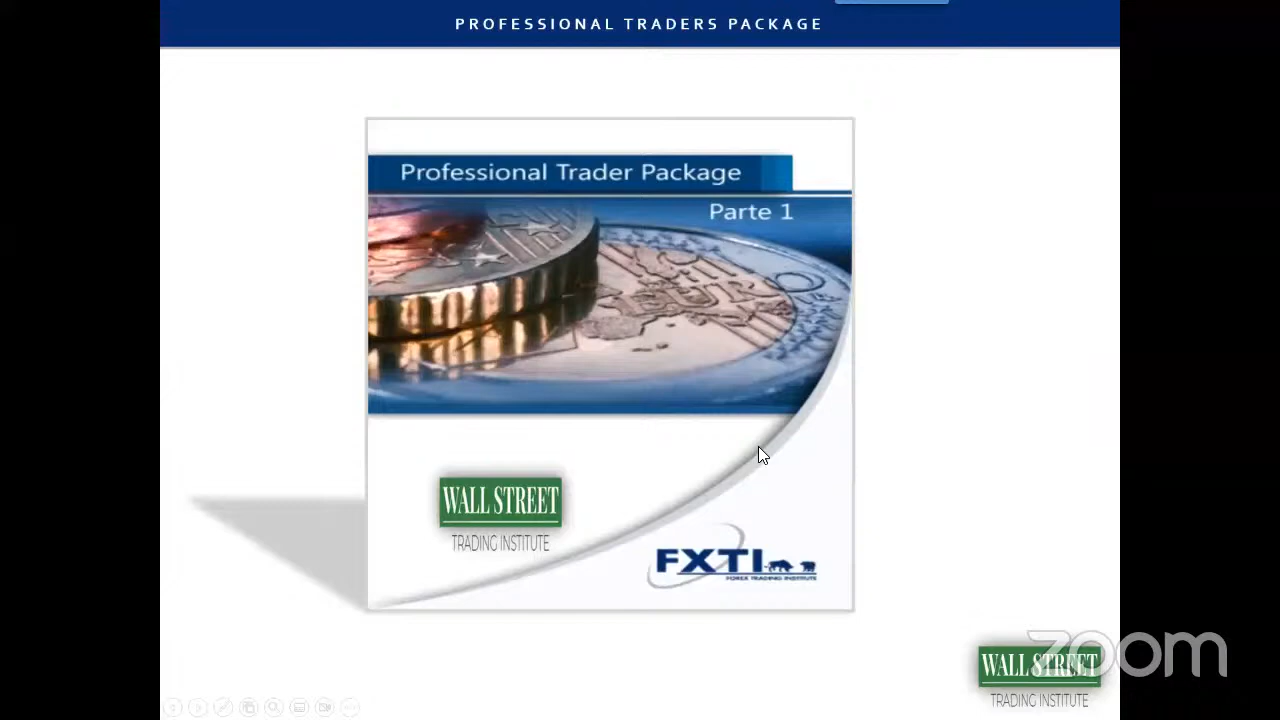 PROFESSIONAL TRADERS PACKAGE
Professional Trader Package
Parte 1
WALL STREET
TRADING INSTITUTE
FXTI
FOREX TRADING INSTITUTE
zoom
WALL STREET
TRADING INSTITUTE